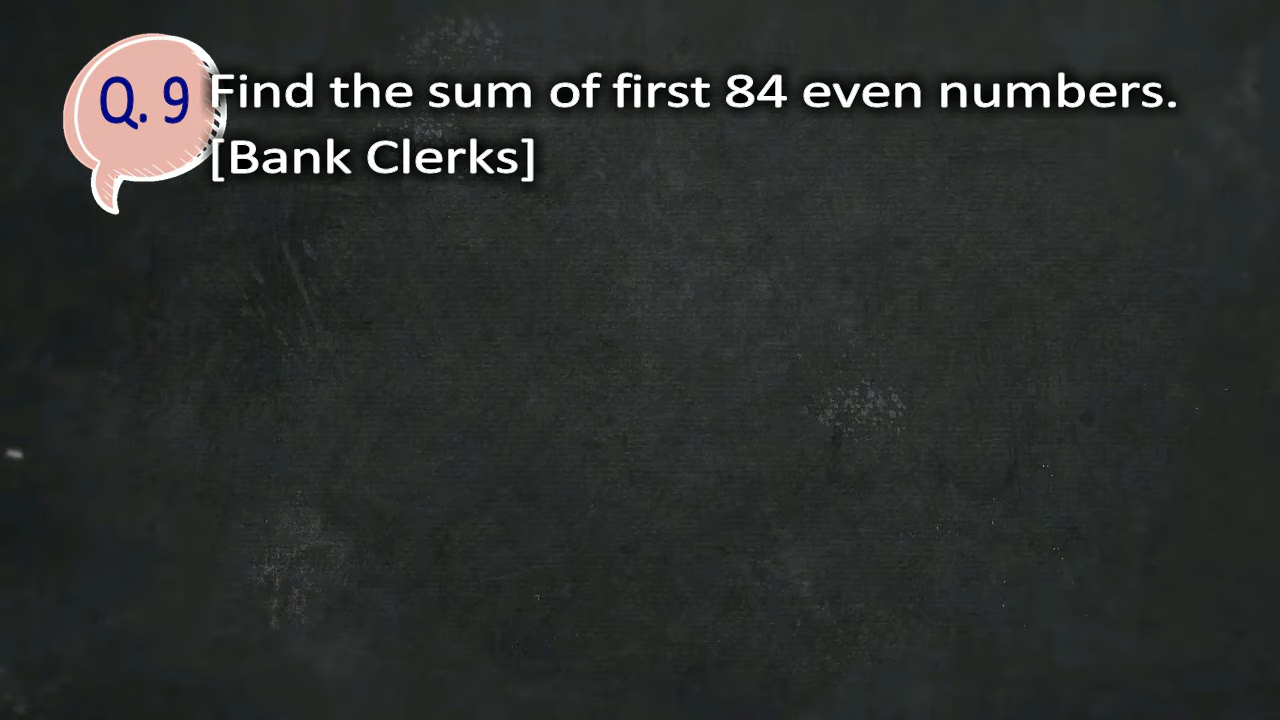 Q. 9 Find the sum of first 84 even numbers.
[Bank Clerks]